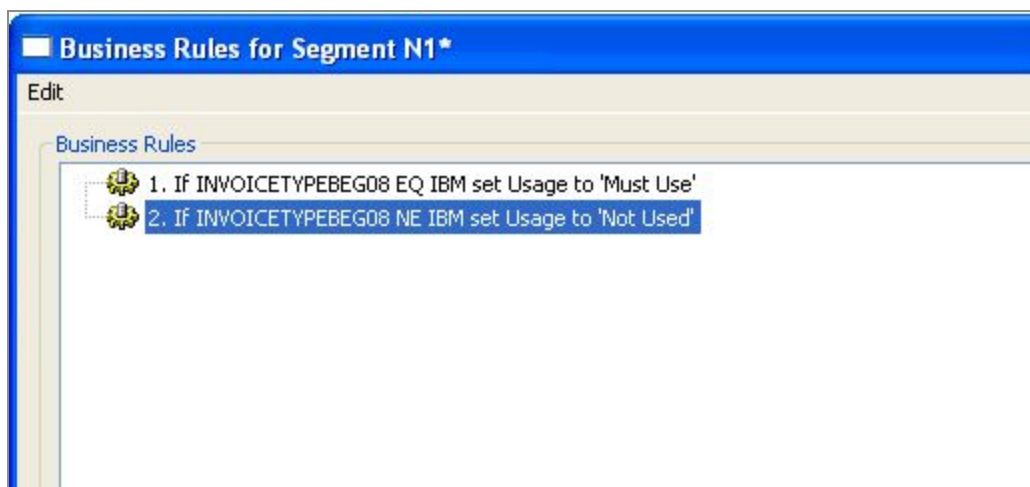 Business Rules for Segment N1*
Edit
Business Rules
1. If INVOICETYPEBEG08 EQ IBM set Usage to 'Must Use'
2. If INVOICETYPEBEG08 NE IBM set Usage to 'Not Used'